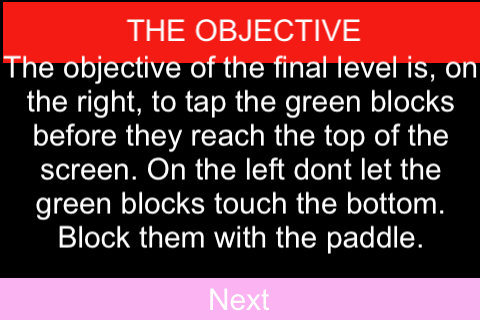 THE OBJECTIVE
The objective of the final level is, on
the right, to tap the green blocks
before they reach the top of the
screen. On the left dont let the
green blocks touch the bottom.
Block them with the paddle.
Next